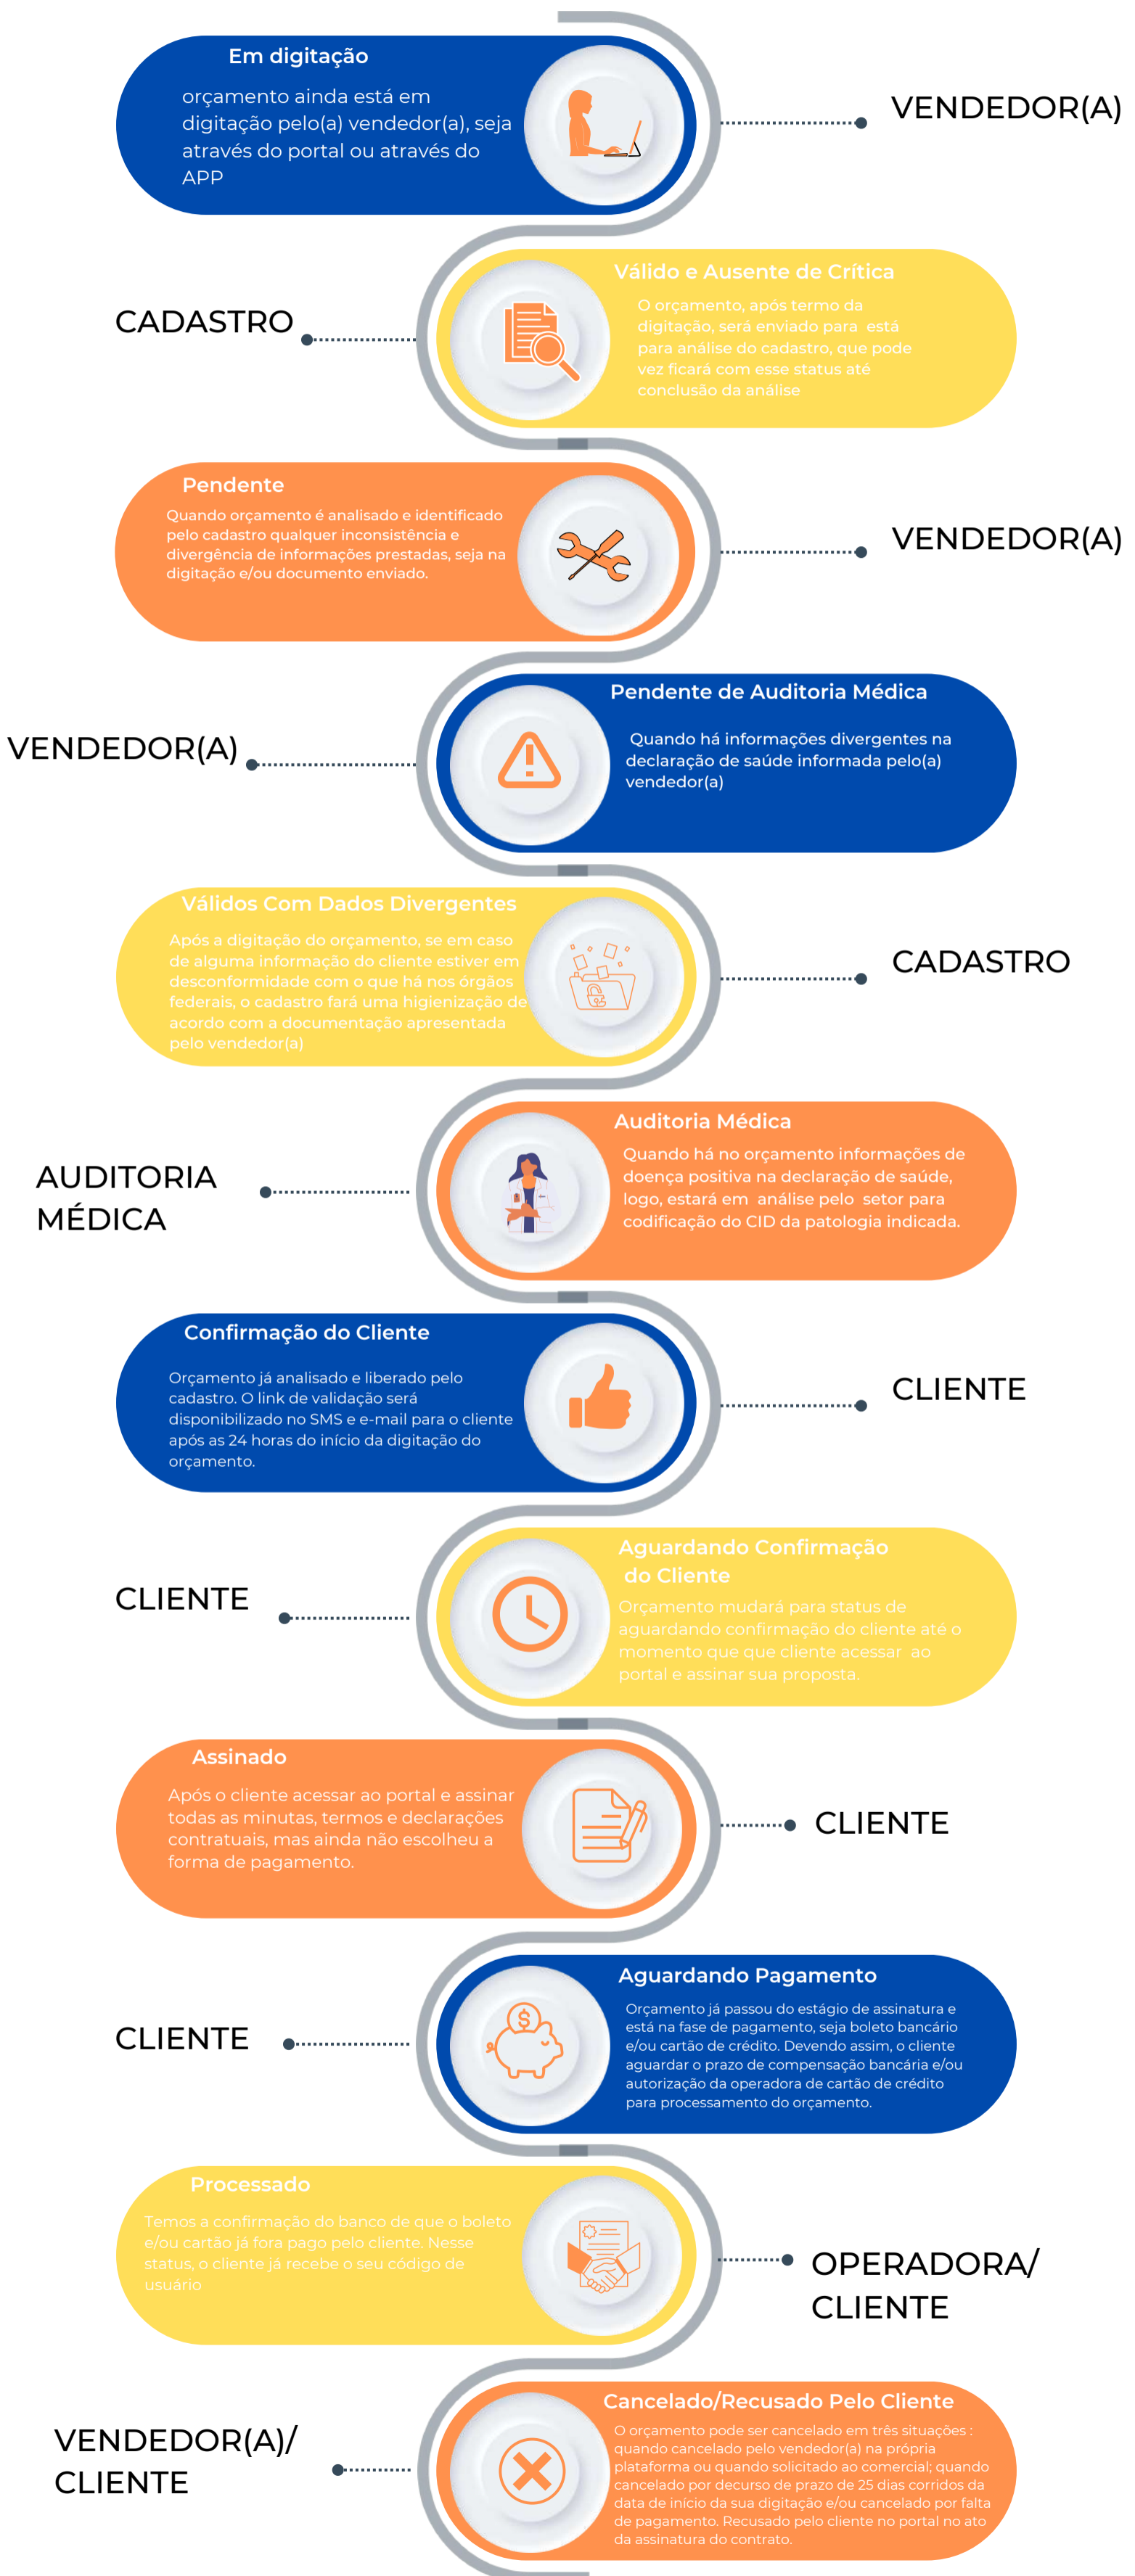 Em digitação
orçamento ainda está em
digitação pelo(a) vendedor(a), seja
através do portal ou através do
APP
VENDEDOR(A)
CADASTRO
Válido e Ausente de Crítica
O orçamento, após termo da
digitação, será enviado para está
para análise do cadastro, que pode
vez ficará com esse status até
conclusão da análise
Pendente
Quando orçamento é analisado e identificado
pelo cadastro qualquer inconsistência e
divergência de informações prestadas, seja na
digitação e/ou documento enviado.
VENDEDOR(A)
VENDEDOR(A)
Pendente de Auditoria Médica
Quando há informações divergentes na
declaração de saúde informada pelo(a)
vendedor(a)
Válidos Com Dados Divergentes
Após a digitação do orçamento, se em caso
de alguma informação do cliente estiver em
desconformidade com o que há nos órgãos
federais, o cadastro fará uma higienização de
acordo com a documentação apresentada
pelo vendedor(a)
CADASTRO
AUDITORIA
MÉDICA
Auditoria Médica
Quando há no orçamento informações de
doença positiva na declaração de saúde,
logo, estará em análise pelo setor para
codificação do CID da patologia indicada.
Confirmação do Cliente
Orçamento já analisado e liberado pelo
cadastro. O link de validação será
disponibilizado no SMS e e-mail para o cliente
após as 24 horas do início da digitação do
orçamento.
CLIENTE
CLIENTE
Aguardando Confirmação
do Cliente
Orçamento mudará para status de
aguardando confirmação do cliente até o
momento que que cliente acessar ao
portal e assinar sua proposta.
Assinado
Após o cliente acessar ao portal e assinar
todas as minutas, termos e declarações
contratuais, mas ainda não escolheu a
forma de pagamento.
CLIENTE
CLIENTE
Aguardando Pagamento
Orçamento já passou do estágio de assinatura e
está na fase de pagamento, seja boleto bancário
e/ou cartão de crédito. Devendo assim, o cliente
aguardar o prazo de compensação bancária e/ou
autorização da operadora de cartão de crédito
para processamento do orçamento.
Processado
Temos a confirmação do banco de que o boleto
e/ou cartão já fora pago pelo cliente. Nesse
status, o cliente já recebe o seu código de
usuário
OPERADORA/
CLIENTE
VENDEDOR(A)/
CLIENTE
Cancelado/Recusado Pelo Cliente
O orçamento pode ser cancelado em três situações :
quando cancelado pelo vendedor(a) na própria
plataforma ou quando solicitado ao comercial; quando
cancelado por decurso de prazo de 25 dias corridos da
data de início da sua digitação e/ou cancelado por falta
de pagamento. Recusado pelo cliente no portal no ato
da assinatura do contrato.